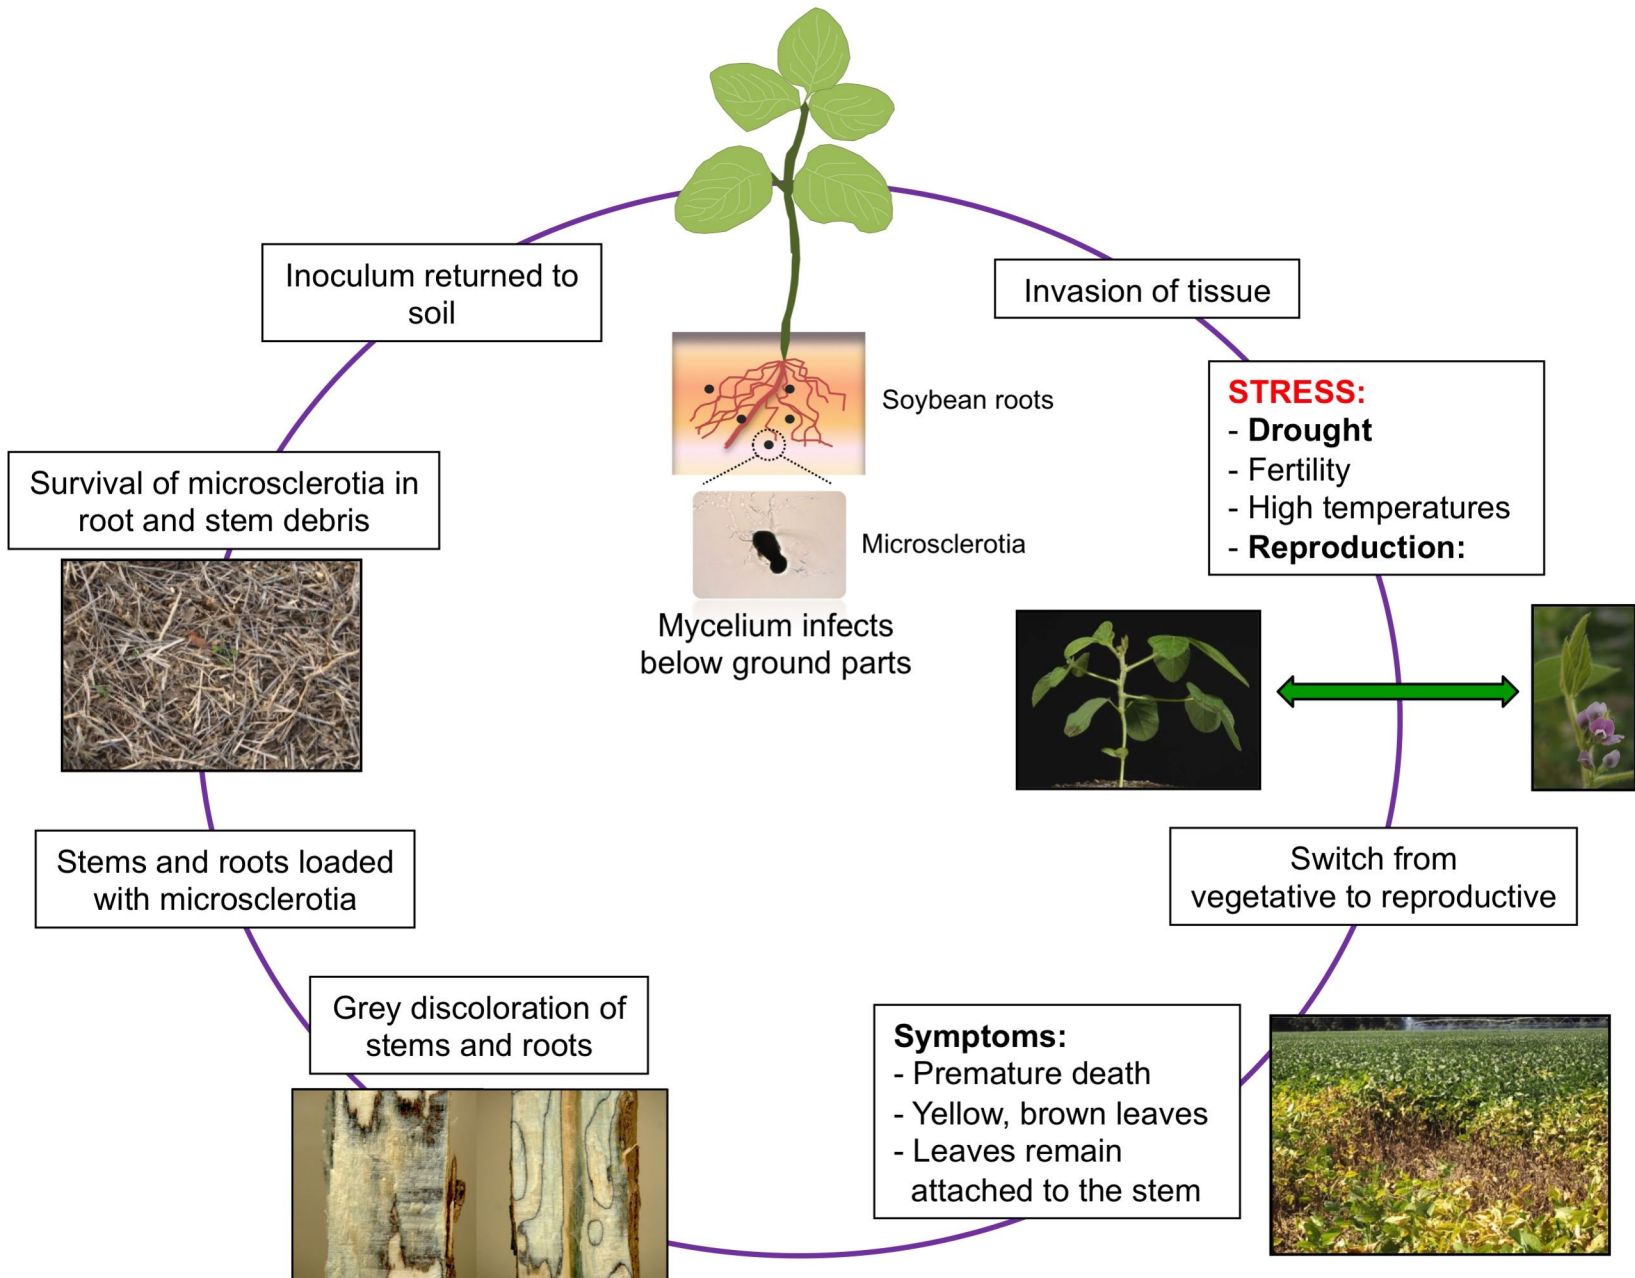 Inoculum returned to
soil
Invasion of tissue
STRESS:
- Drought
- Fertility
- High temperatures
- Reproduction:
Soybean roots
Survival of microsclerotia in
root and stem debris
Microsclerotia
Mycelium infects
below ground parts
Stems and roots loaded
with microsclerotia
Switch from
vegetative to reproductive
Grey discoloration of
stems and roots
Symptoms:
- Premature death
- Yellow, brown leaves
- Leaves remain
attached to the stem